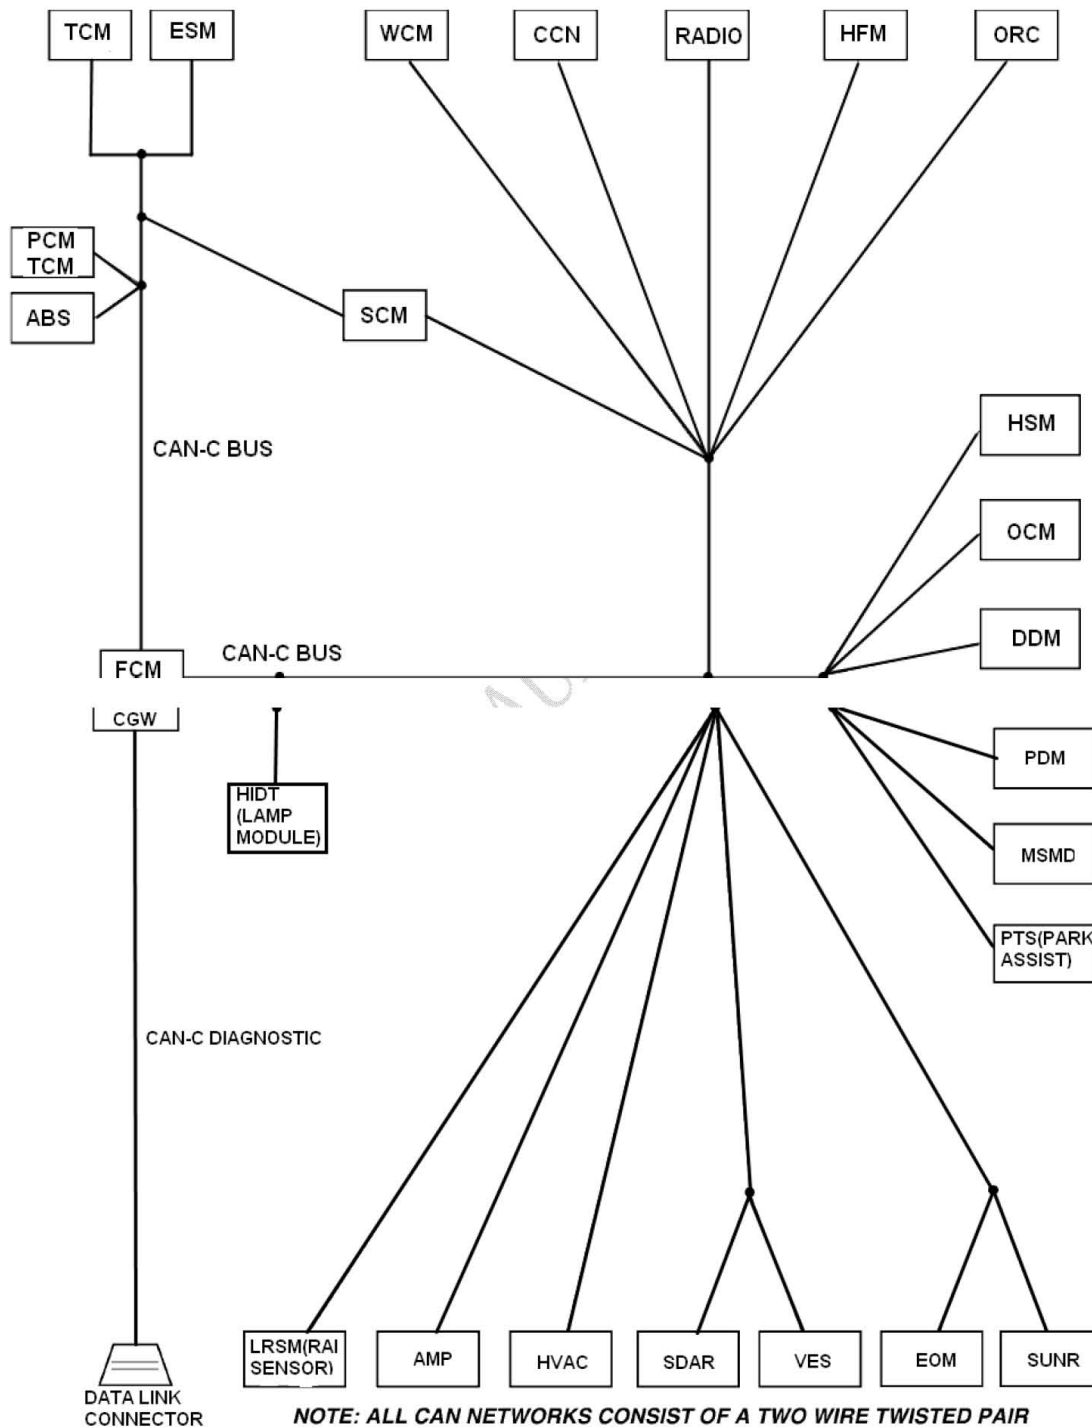 TCM ESM WCM CCN RADIO HFM ORC
PCM
TCM
ABS
SCM
HSM
CAN-C BUS
OCM
DDM
CAN-C BUS
FCM
CGW
PDM
HIDT
(LAMP
MODULE)
MSMD
PTS(PARK
ASSIST)
CAN-C DIAGNOSTIC
LRSM(RAI
SENSOR)
AMP HVAC SDAR VES EOM SUNR
DATA LINK
CONNECTOR
NOTE: ALL CAN NETWORKS CONSIST OF A TWO WIRE TWISTED PAIR